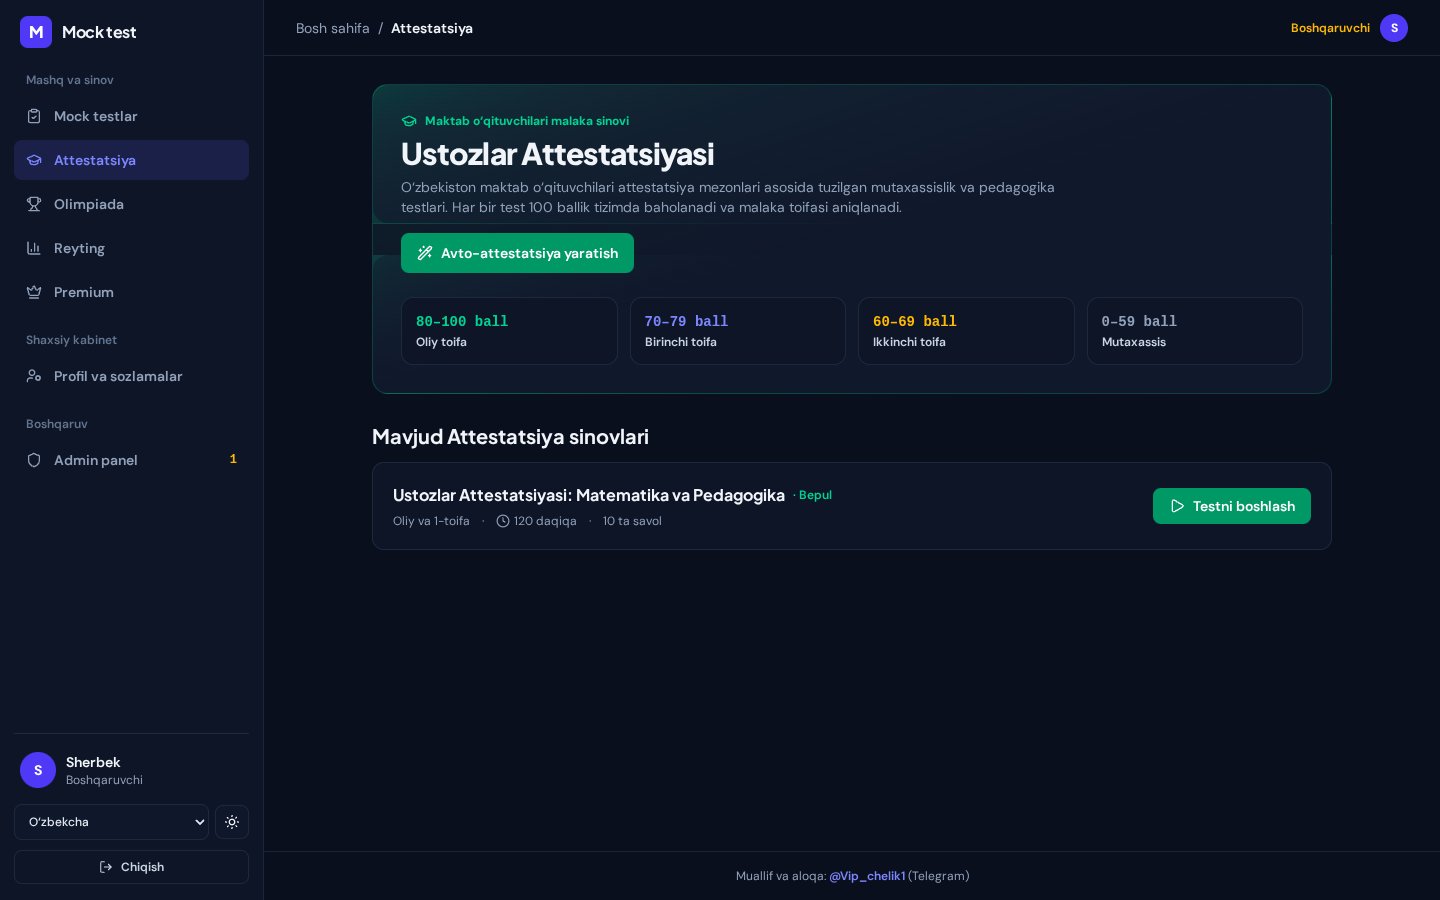 M Mock test
Mashq va sinov
Mock testlar
Attestatsiya
Olimpiada
Reyting
Premium
Shaxsiy kabinet
Profil va sozlamalar
Boshqaruv
Admin panel 1
S Sherbek
Boshqaruvchi
O‘zbekcha
Chiqish
Bosh sahifa / Attestatsiya
Boshqaruvchi S
Maktab o‘qituvchilari malaka sinovi
Ustozlar Attestatsiyasi
O‘zbekiston maktab o‘qituvchilari attestatsiya mezonlari asosida tuzilgan mutaxassislik va pedagogika
testlari. Har bir test 100 ballik tizimda baholanadi va malaka toifasi aniqlanadi.
Avto-attestatsiya yaratish
80–100 ball
Oliy toifa
70–79 ball
Birinchi toifa
60–69 ball
Ikkinchi toifa
0–59 ball
Mutaxassis
Mavjud Attestatsiya sinovlari
Ustozlar Attestatsiyasi: Matematika va Pedagogika · Bepul
Oliy va 1-toifa · 120 daqiqa · 10 ta savol
Testni boshlash
Muallif va aloqa: @Vip_chelik1 (Telegram)